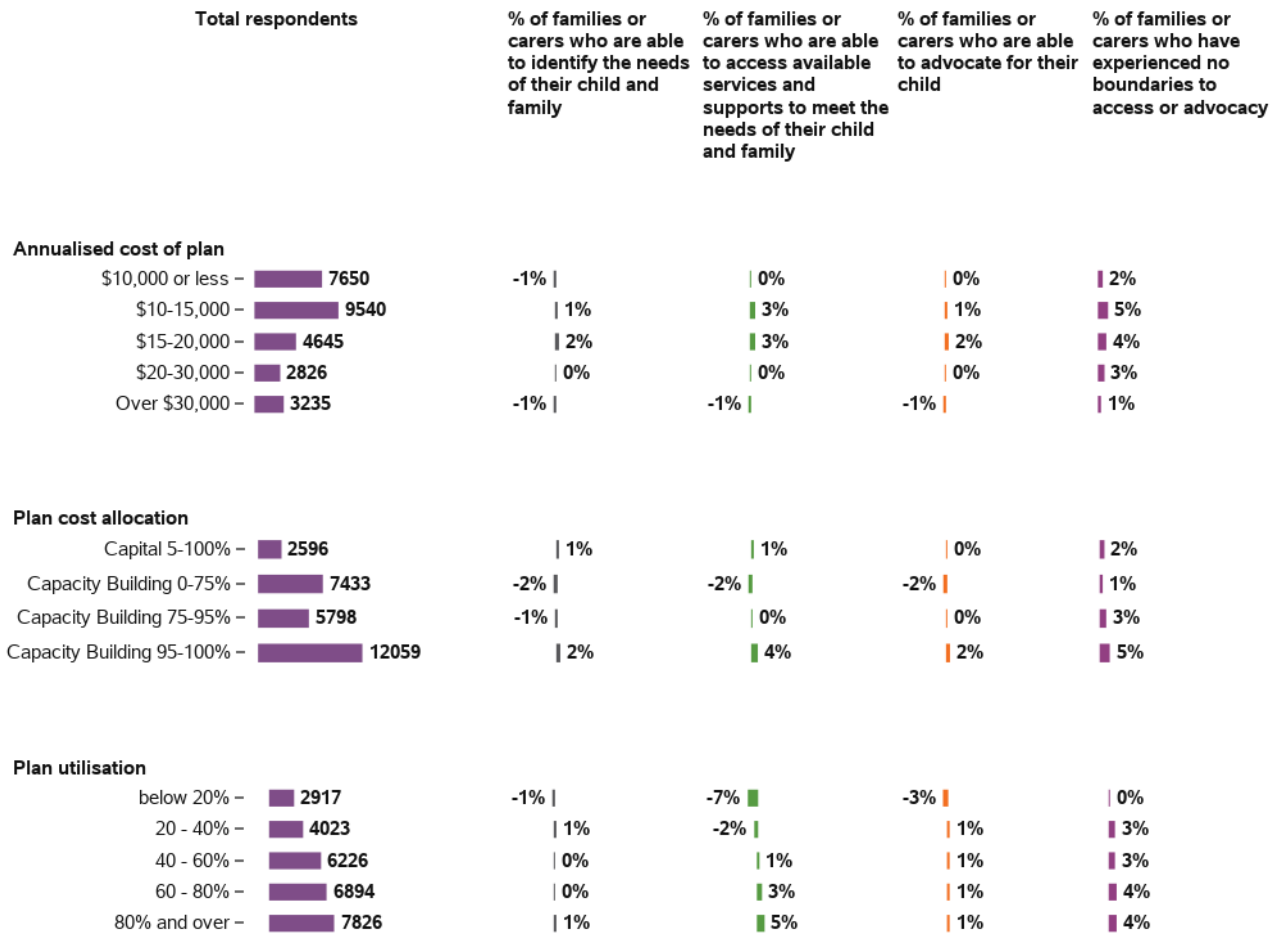 Total respondents
% of families or
carers who are able
to identify the needs
of their child and
family
% of families or
carers who are able
to access available
services and
supports to meet the
needs of their child
and family
% of families or
carers who are able
to advocate for their
child
% of families or
carers who have
experienced no
boundaries to
access or advocacy
Annualised cost of plan
$10,000 or less – 7650 -1% 0% 0% 2%
$10-15,000 – 9540 1% 3% 1% 5%
$15-20,000 – 4645 2% 3% 2% 4%
$20-30,000 – 2826 0% 0% 0% 3%
Over $30,000 – 3235 -1% -1% -1% 1%
Plan cost allocation
Capital 5-100% – 2596 1% 1% 0% 2%
Capacity Building 0-75% – 7433 -2% -2% -2% 1%
Capacity Building 75-95% – 5798 -1% 0% 0% 3%
Capacity Building 95-100% – 12059 2% 4% 2% 5%
Plan utilisation
below 20% – 2917 -1% -7% -3% 0%
20 - 40% – 4023 1% -2% 1% 3%
40 - 60% – 6226 0% 1% 1% 3%
60 - 80% – 6894 0% 3% 1% 4%
80% and over – 7826 1% 5% 1% 4%